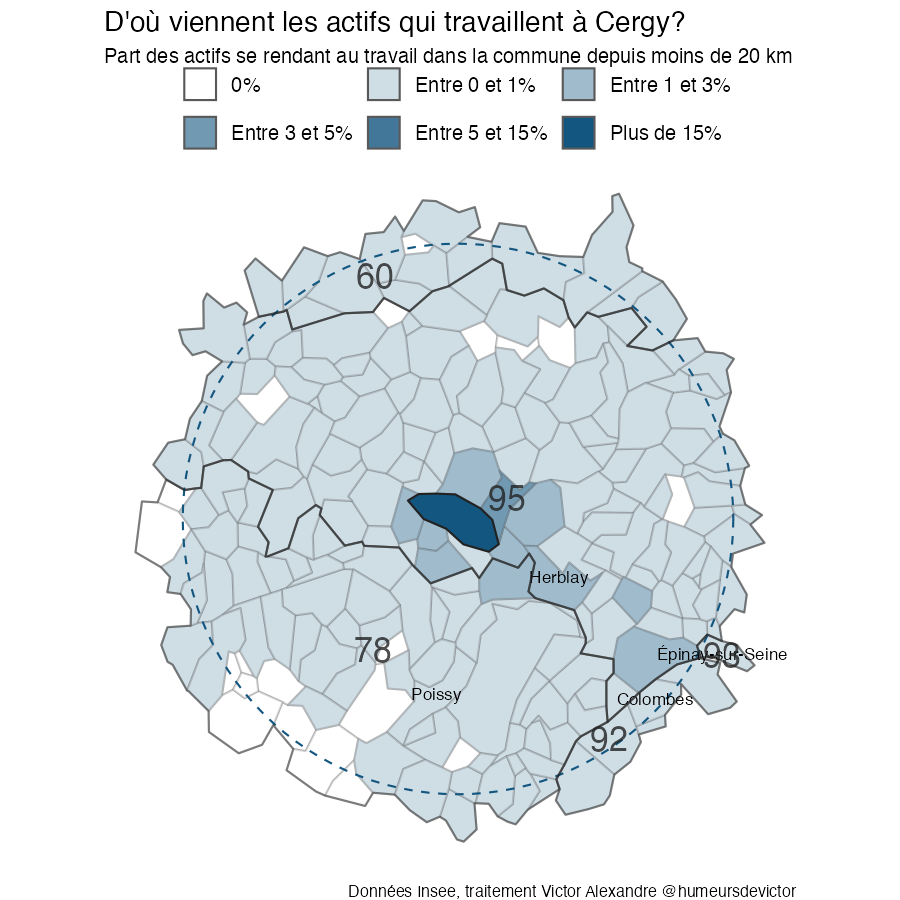 D'où viennent les actifs qui travaillent à Cergy?
Part des actifs se rendant au travail dans la commune depuis moins de 20 km
0% Entre 0 et 1% Entre 1 et 3%
Entre 3 et 5% Entre 5 et 15% Plus de 15%
60
95
Herblay
78
Épinay-sur-Seine
93
Poissy
Colombes
92
Données Insee, traitement Victor Alexandre @humeursdevictor